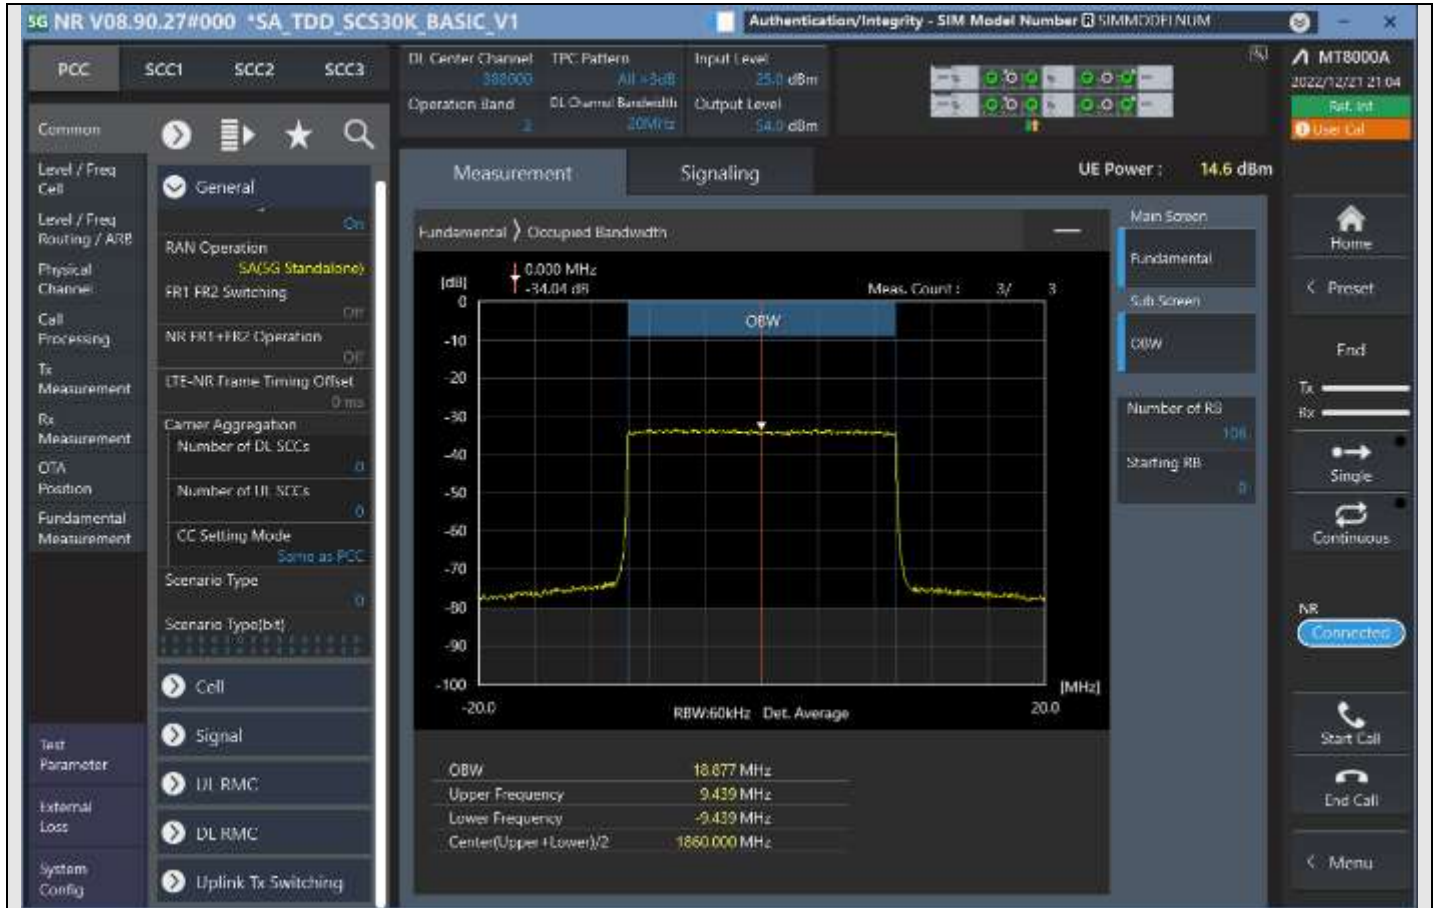 5G NR V08.90.27#000 *SA_TDD_SCS30K_BASIC_V1
Authentication/Integrity - SIM Model Number SIMMODELNUM
PCC SCC1 SCC2 SCC3
DL Center Channel
388000
TPC Pattern
All +3dB
Input Level
25.0 dBm
Operation Band
2
DL Channel Bandwidth
20MHz
Output Level
54.0 dBm
MT8000A
2022/12/21 21:04
Ref. Int
User Cal
Common
Level / Freq
Cell
Level / Freq
Routing / ARB
Physical
Channel
Call
Processing
Tx
Measurement
Rx
Measurement
OTA
Position
Fundamental
Measurement
Test
Parameter
External
Loss
System
Config
General
On
RAN Operation
SA(5G Standalone)
FR1 FR2 Switching
Off
NR FR1+FR2 Operation
Off
LTE-NR Frame Timing Offset
0 ms
Carrier Aggregation
Number of DL SCCs
0
Number of UL SCCs
0
CC Setting Mode
Same as PCC
Scenario Type
0
Scenario Type(bit)
Cell
Signal
UL RMC
DL RMC
Uplink Tx Switching
Measurement Signaling
UE Power : 14.6 dBm
Fundamental Occupied Bandwidth
[dB]
0.000 MHz
-34.04 dB
Meas. Count : 3/ 3
OBW
0
-10
-20
-30
-40
-50
-60
-70
-80
-90
-100
-20.0
20.0
[MHz]
RBW:60kHz Det. Average
OBW 18.877 MHz
Upper Frequency 9.439 MHz
Lower Frequency -9.439 MHz
Center(Upper+Lower)/2 1860.000 MHz
Main Screen
Fundamental
Sub Screen
OBW
Number of RB
106
Starting RB
0
Home
Preset
End
Tx
Rx
Single
Continuous
NR
Connected
Start Call
End Call
Menu